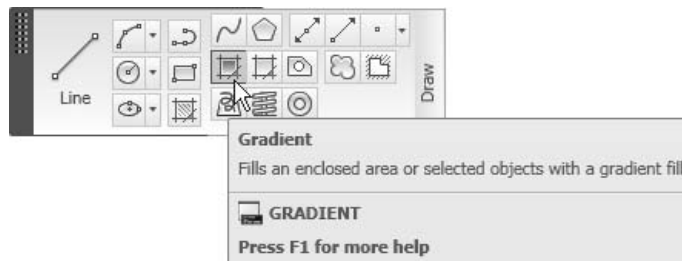 Line
Draw
Gradient
Fills an enclosed area or selected objects with a gradient fill
GRADIENT
Press F1 for more help